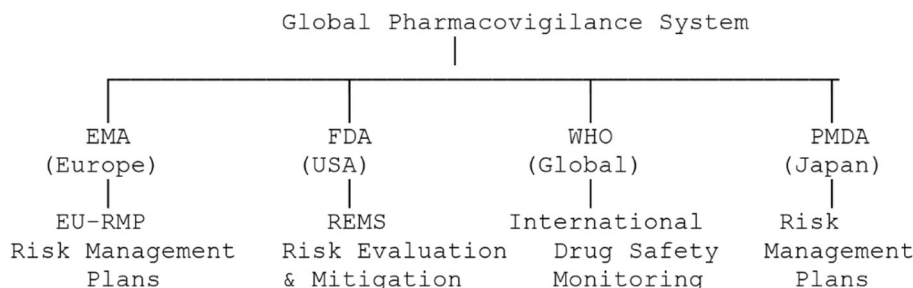 Global Pharmacovigilance System
EMA FDA WHO PMDA
(Europe) (USA) (Global) (Japan)
EU-RMP REMS International Risk
Risk Management Risk Evaluation Drug Safety Management
Plans & Mitigation Monitoring Plans